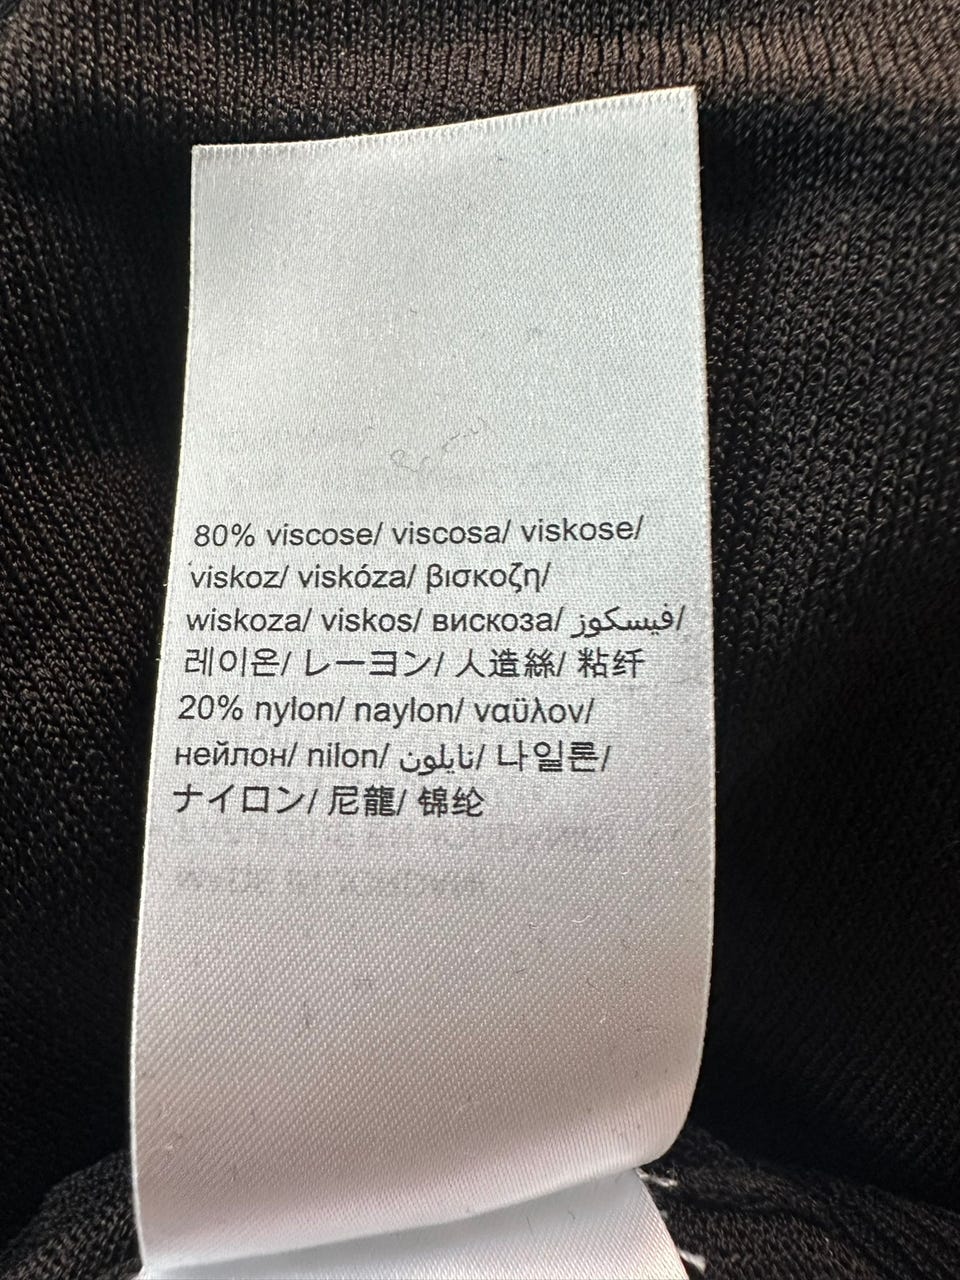 80% viscose/ viscosa/ viskose/
viskoz/ viskóza/ βισκοζη/
wiskoza/ viskos/ вискоза/ فيسكوز/
레이온/ レーヨン/ 人造絲/ 粘纤
20% nylon/ naylon/ ναϋλον/
нейлон/ nilon/ نايلون/ 나일론/
ナイロン/ 尼龍/ 锦纶